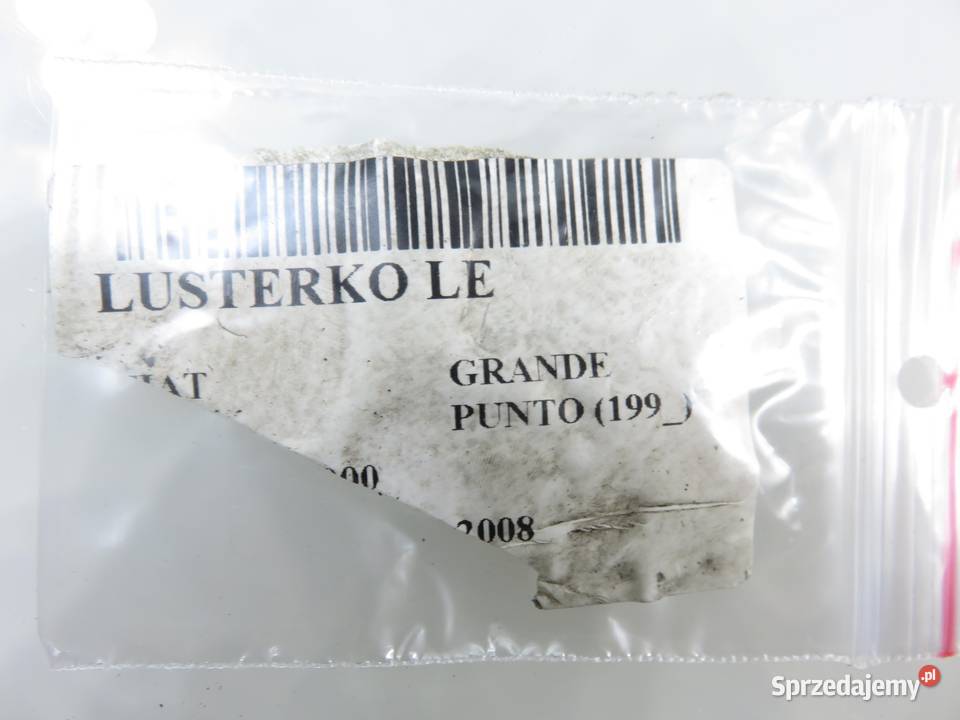 LUSTERKO LE
GRANDE
PUNTO (199_)
2008
Sprzedajemy.pl